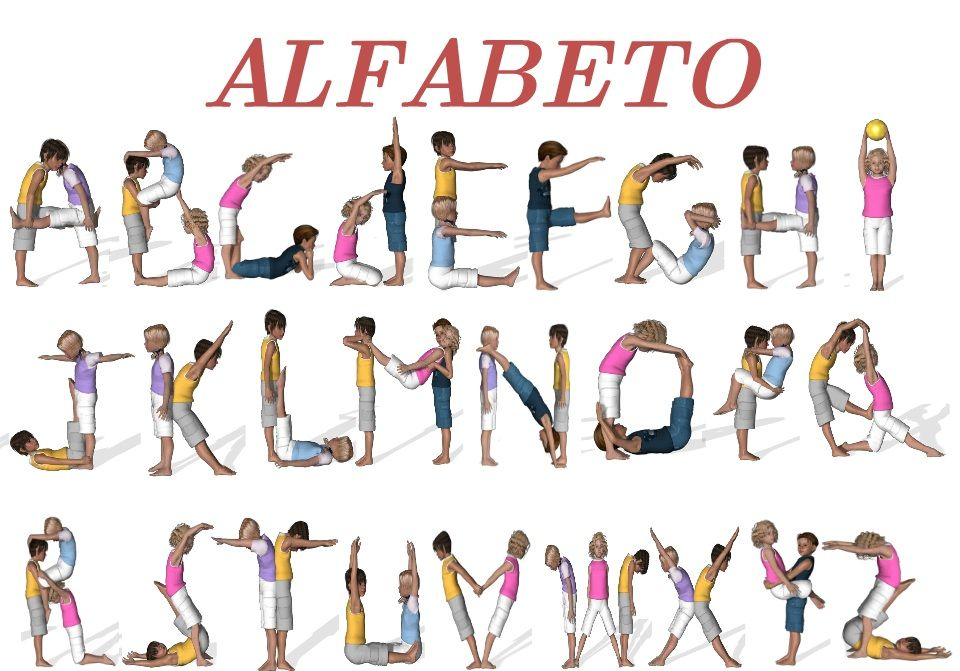 ALFABETO
A B C d E F G H I
J K L M N O P Q
R S T U V W X Y Z